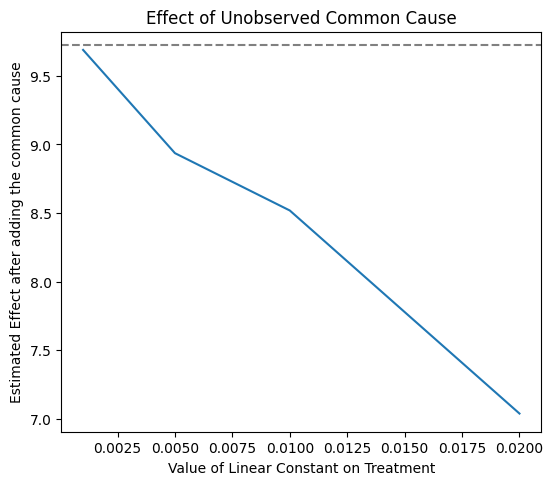 Effect of Unobserved Common Cause
Estimated Effect after adding the common cause
9.5
9.0
8.5
8.0
7.5
7.0
0.0025 0.0050 0.0075 0.0100 0.0125 0.0150 0.0175 0.0200
Value of Linear Constant on Treatment